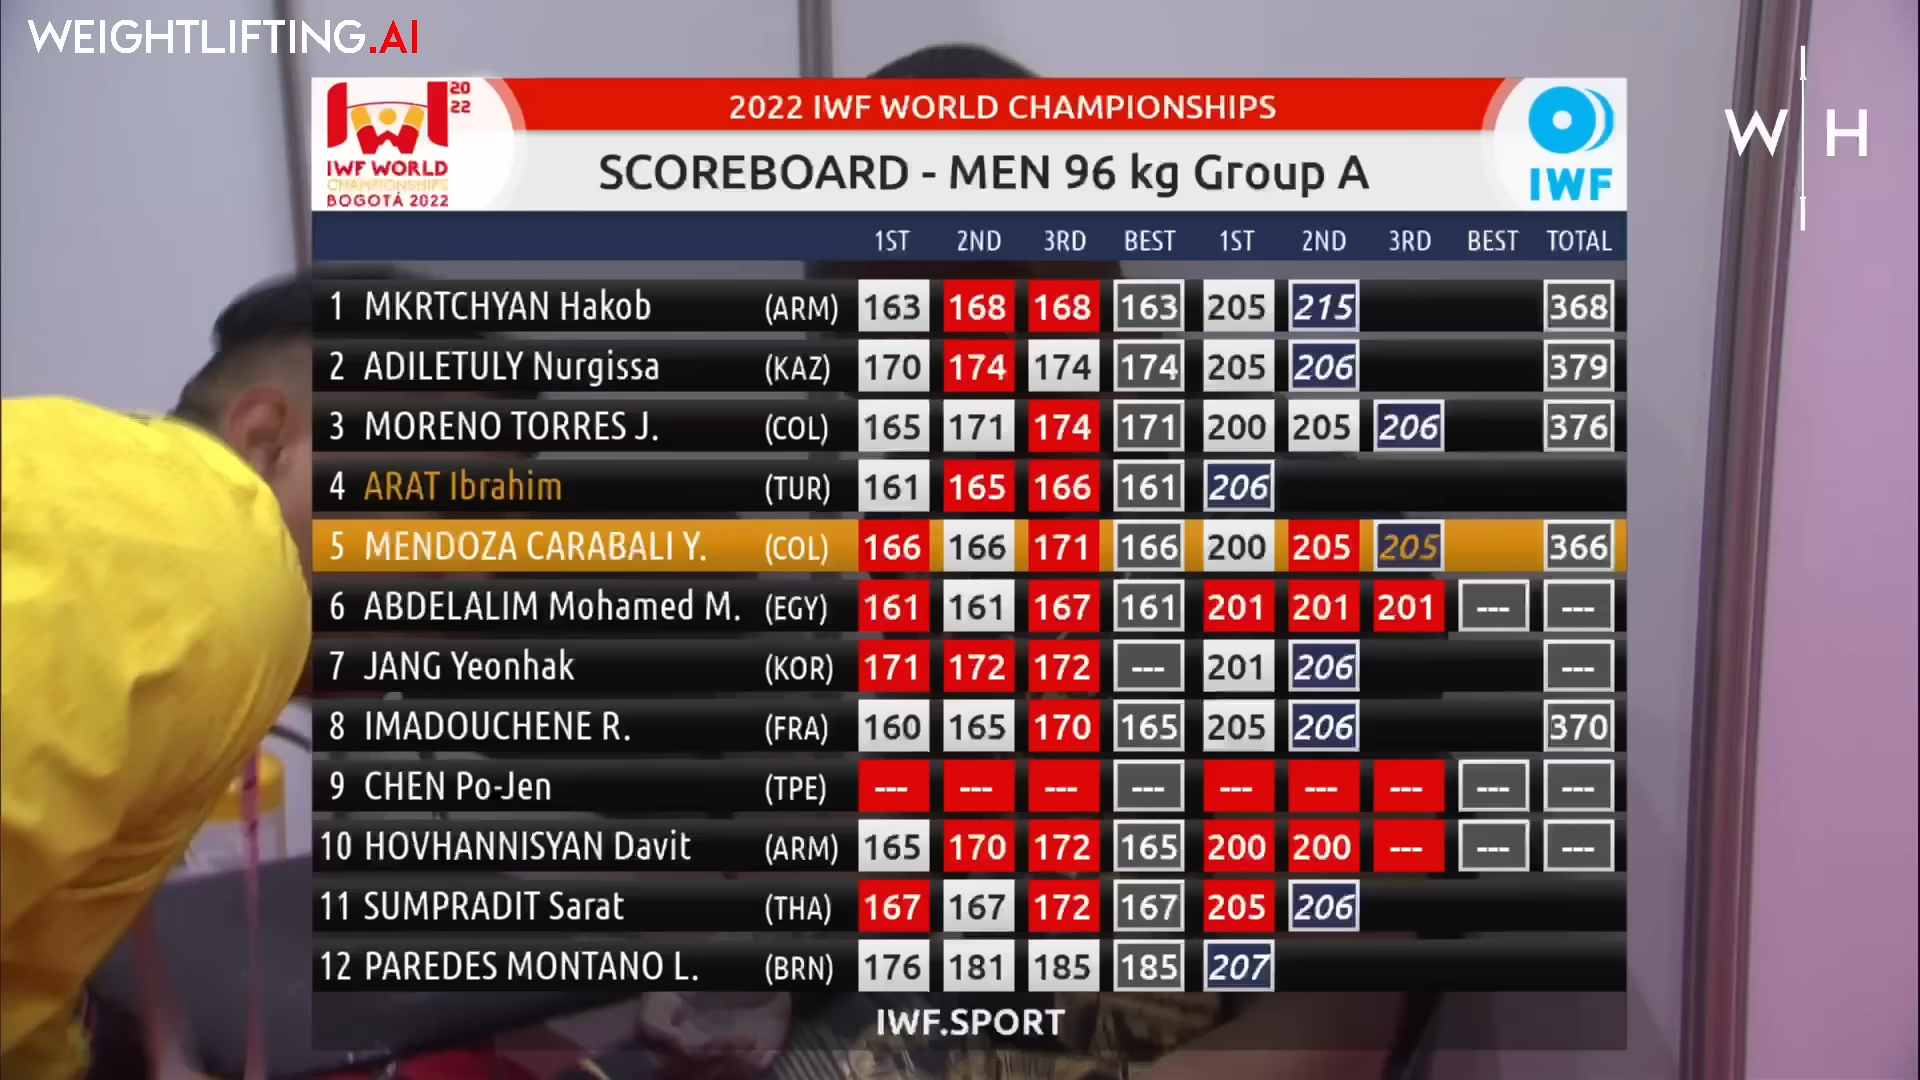 WEIGHTLIFTING.AI
20
22
IWF WORLD
CHAMPIONSHIPS
BOGOTÁ 2022
2022 IWF WORLD CHAMPIONSHIPS
SCOREBOARD - MEN 96 kg Group A
IWF
W H
1ST 2ND 3RD BEST 1ST 2ND 3RD BEST TOTAL
1 MKRTCHYAN Hakob (ARM) 163 168 168 163 205 215 368
2 ADILETULY Nurgissa (KAZ) 170 174 174 174 205 206 379
3 MORENO TORRES J. (COL) 165 171 174 171 200 205 206 376
4 ARAT Ibrahim (TUR) 161 165 166 161 206
5 MENDOZA CARABALI Y. (COL) 166 166 171 166 200 205 205 366
6 ABDELALIM Mohamed M. (EGY) 161 161 167 161 201 201 201 --- ---
7 JANG Yeonhak (KOR) 171 172 172 --- 201 206 ---
8 IMADOUCHENE R. (FRA) 160 165 170 165 205 206 370
9 CHEN Po-Jen (TPE) --- --- --- --- --- --- --- --- ---
10 HOVHANNISYAN Davit (ARM) 165 170 172 165 200 200 --- --- ---
11 SUMPRADIT Sarat (THA) 167 167 172 167 205 206
12 PAREDES MONTANO L. (BRN) 176 181 185 185 207
IWF.SPORT